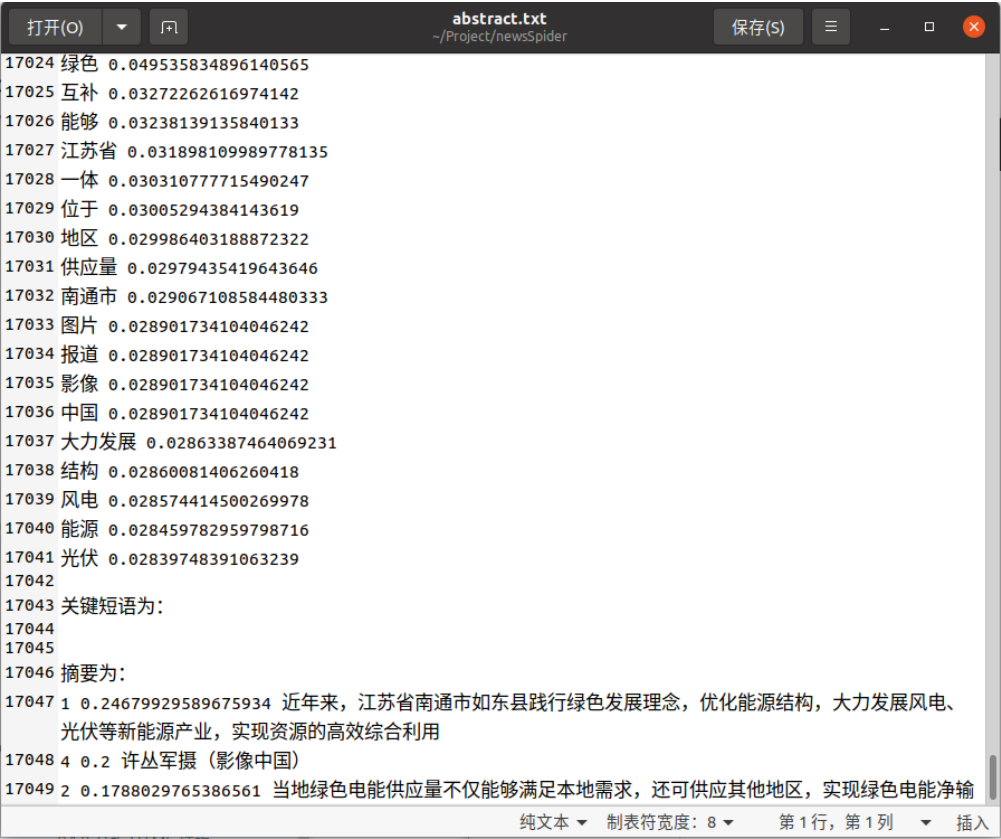 打开(O)
abstract.txt
~/Project/newsSpider
保存(S)
17024 绿色 0.049535834896140565
17025 互补 0.03272262616974142
17026 能够 0.03238139135840133
17027 江苏省 0.031898109989778135
17028 一体 0.030310777715490247
17029 位于 0.03005294384143619
17030 地区 0.029986403188872322
17031 供应量 0.02979435419643646
17032 南通市 0.029067108584480333
17033 图片 0.028901734104046242
17034 报道 0.028901734104046242
17035 影像 0.028901734104046242
17036 中国 0.028901734104046242
17037 大力发展 0.02863387464069231
17038 结构 0.02860081406260418
17039 风电 0.028574414500269978
17040 能源 0.028459782959798716
17041 光伏 0.02839748391063239
17042
17043 关键短语为：
17044
17045
17046 摘要为：
17047 1 0.24679929589675934 近年来，江苏省南通市如东县践行绿色发展理念，优化能源结构，大力发展风电、
光伏等新能源产业，实现资源的高效综合利用
17048 4 0.2 许丛军摄（影像中国）
17049 2 0.1788029765386561 当地绿色电能供应量不仅能够满足本地需求，还可供应其他地区，实现绿色电能净输
纯文本 制表符宽度：8 第 1 行，第 1 列 插入